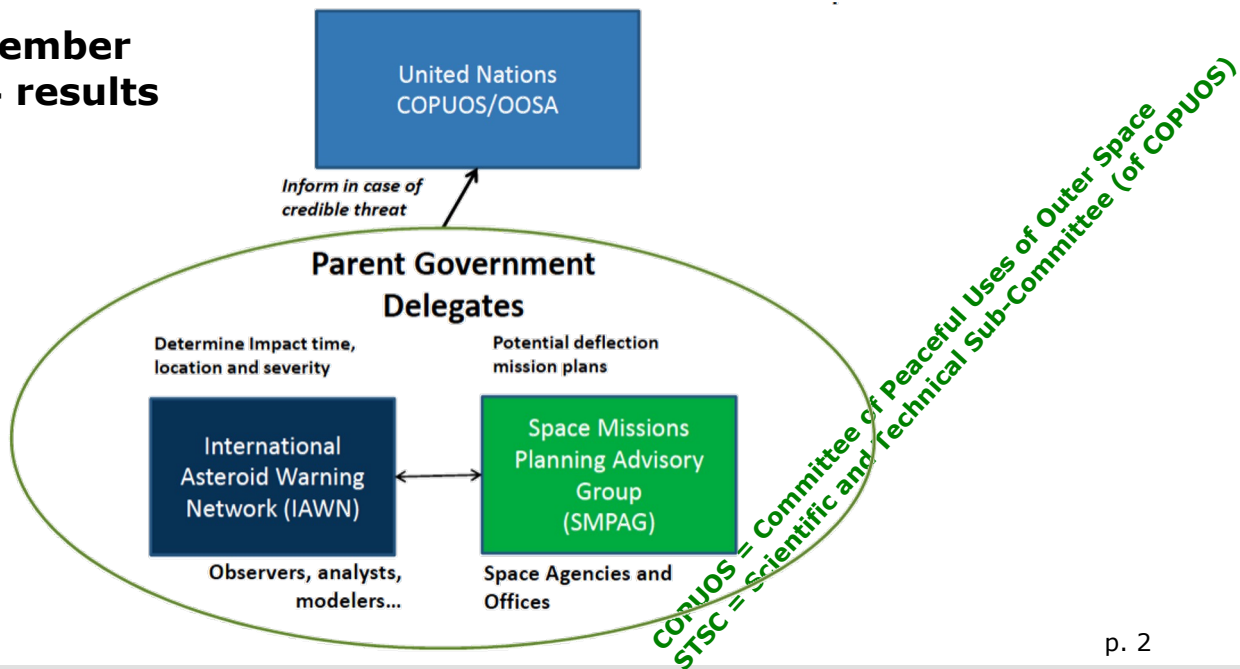 ember
results
United Nations
COPUOS/OOSA
Inform in case of
credible threat
Parent Government
Delegates
Determine Impact time,
location and severity
Potential deflection
mission plans
International
Asteroid Warning
Network (IAWN)
Space Missions
Planning Advisory
Group
(SMPAG)
Observers, analysts,
modelers...
Space Agencies and
Offices
COPUOS = Committee of Peaceful Uses of Outer Space
STSC = Scientific and Technical Sub-Committee (of COPUOS)
p. 2